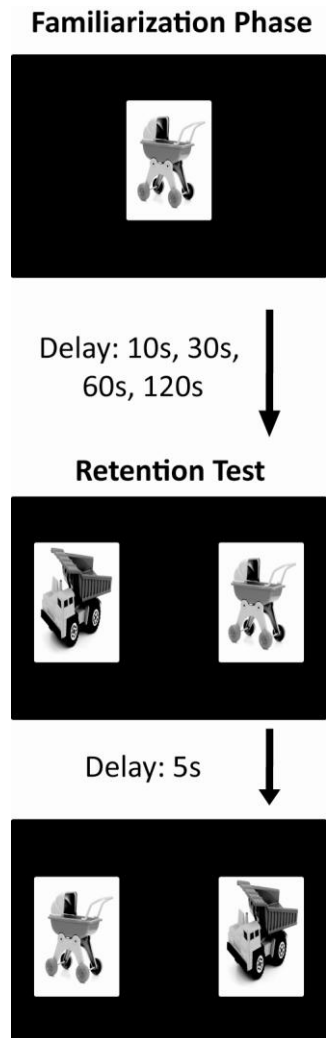 Familiarization Phase
Delay: 10s, 30s,
60s, 120s
Retention Test
Delay: 5s